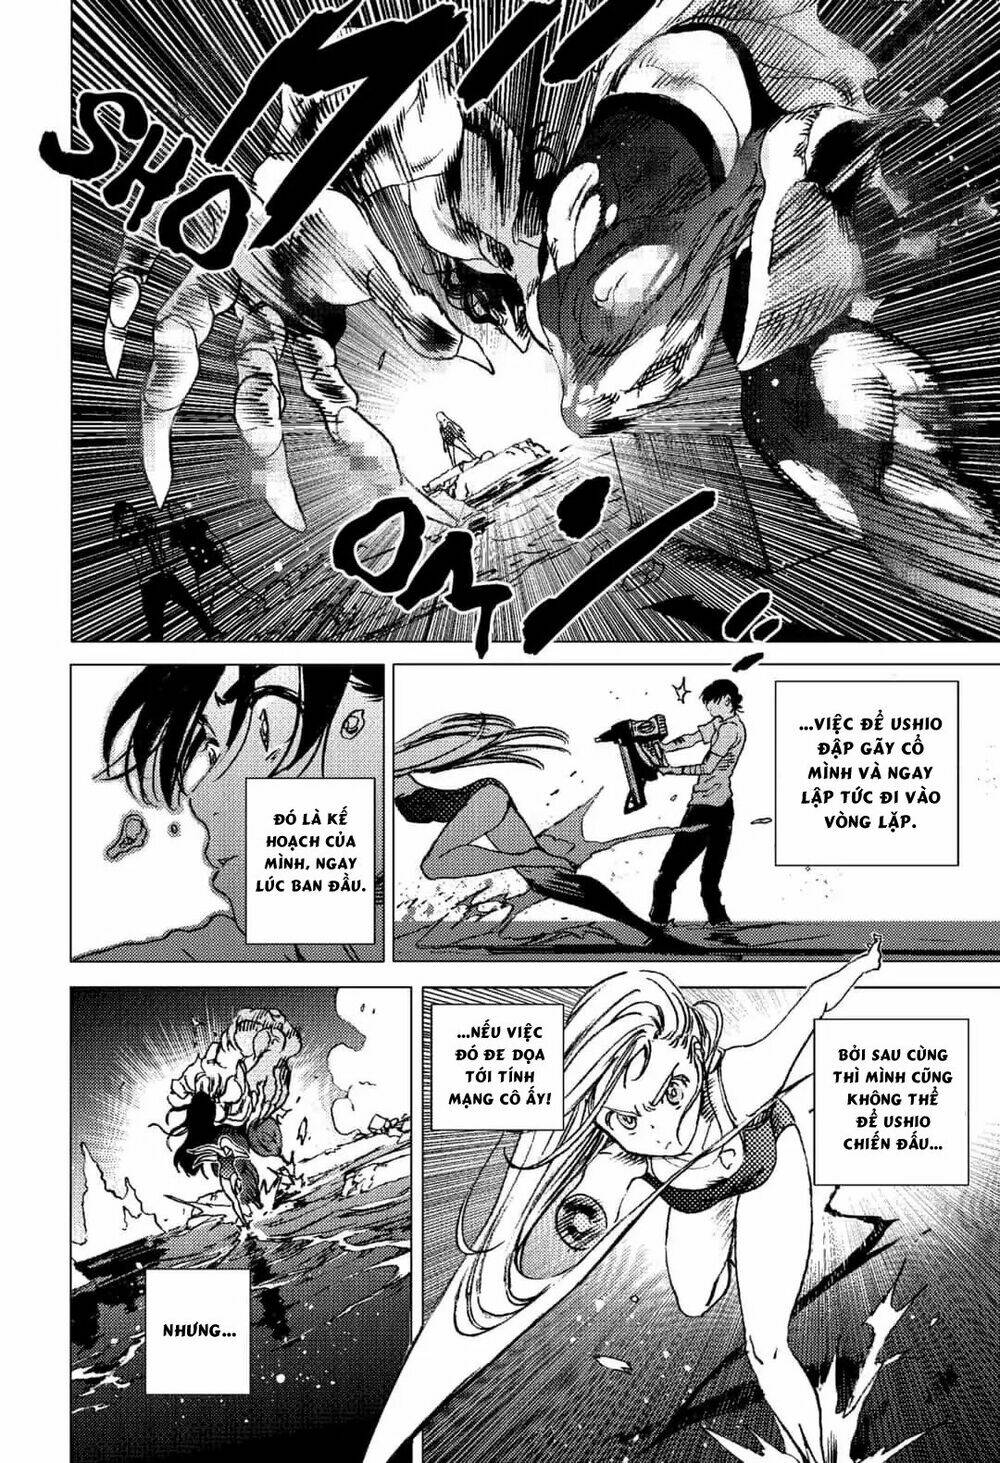 SHO
OM
...VIỆC ĐỂ USHIO
ĐẬP GÃY CỔ
MÌNH VÀ NGAY
LẬP TỨC ĐI VÀO
VÒNG LẶP.
ĐÓ LÀ KẾ
HOẠCH CỦA
MÌNH, NGAY
LÚC BAN ĐẦU.
BỞI SAU CÙNG
THÌ MÌNH CŨNG
KHÔNG THỂ
ĐỂ USHIO
CHIẾN ĐẤU...
...NẾU VIỆC
ĐÓ ĐE DỌA
TỚI TÍNH
MẠNG CÔ ẤY!
NHƯNG...